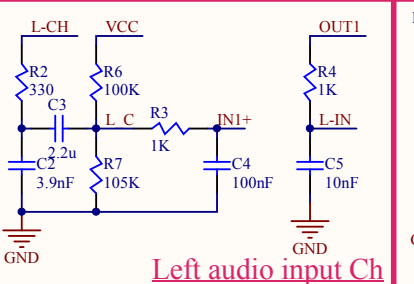 L-CH
VCC
OUT1
R2
330
R6
100K
R4
1K
C3
2.2u
L_C
R3
1K
IN1+
L-IN
C2
3.9nF
R7
105K
C4
100nF
C5
10nF
GND
GND
Left audio input Ch